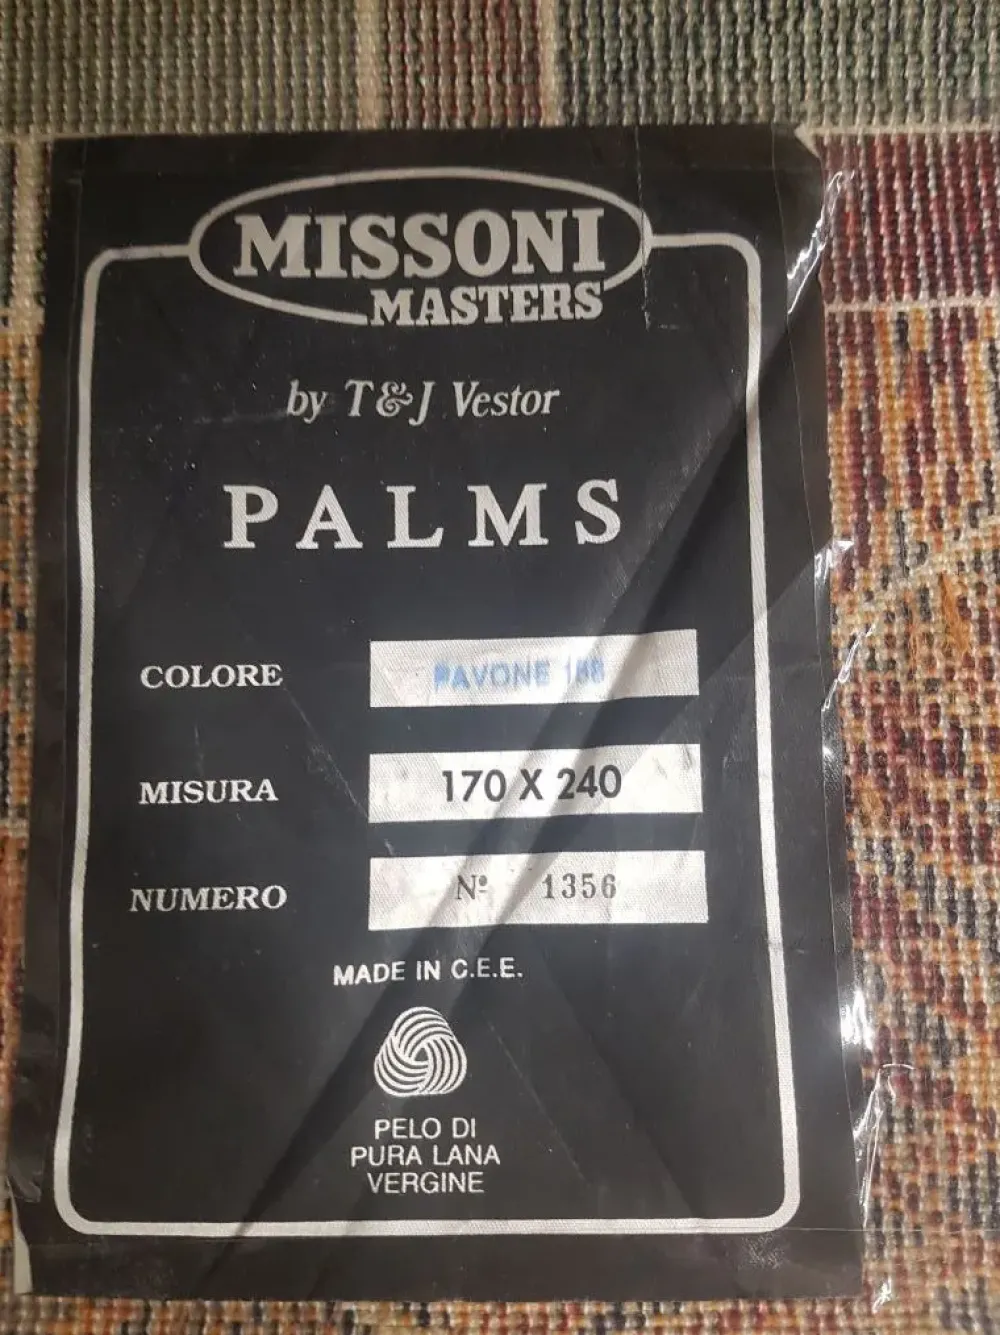 MISSONI
MASTERS
by T&J Vestor
PALMS
COLORE PAVONE
MISURA 170 X 240
NUMERO Nº 1356
MADE IN C.E.E.
PELO DI
PURA LANA
VERGINE